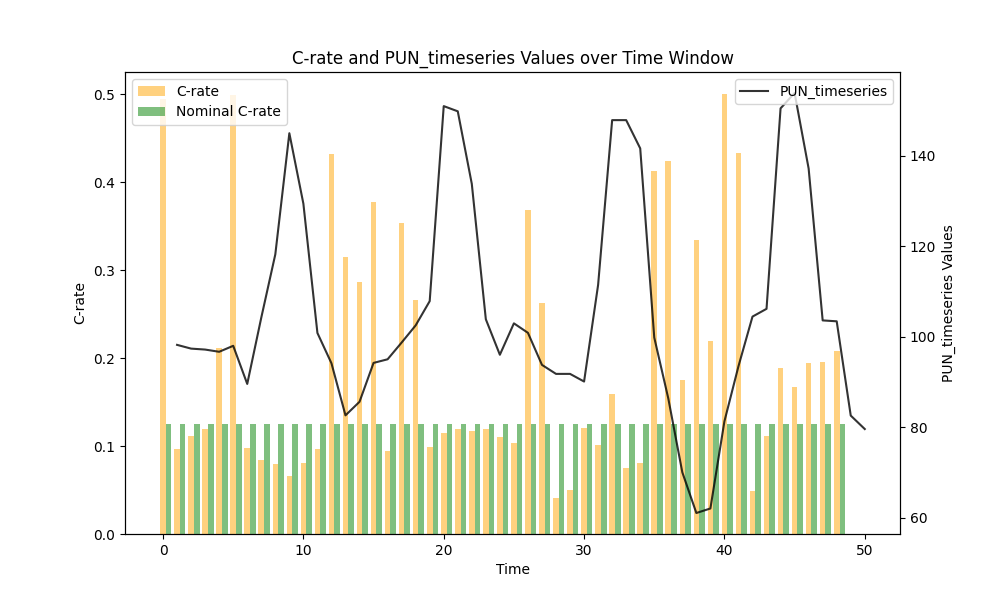 C-rate and PUN_timeseries Values over Time Window
C-rate
Nominal C-rate
PUN_timeseries
0.5
0.4
0.3
0.2
0.1
0.0
C-rate
140
120
100
80
60
PUN_timeseries Values
0 10 20 30 40 50
Time